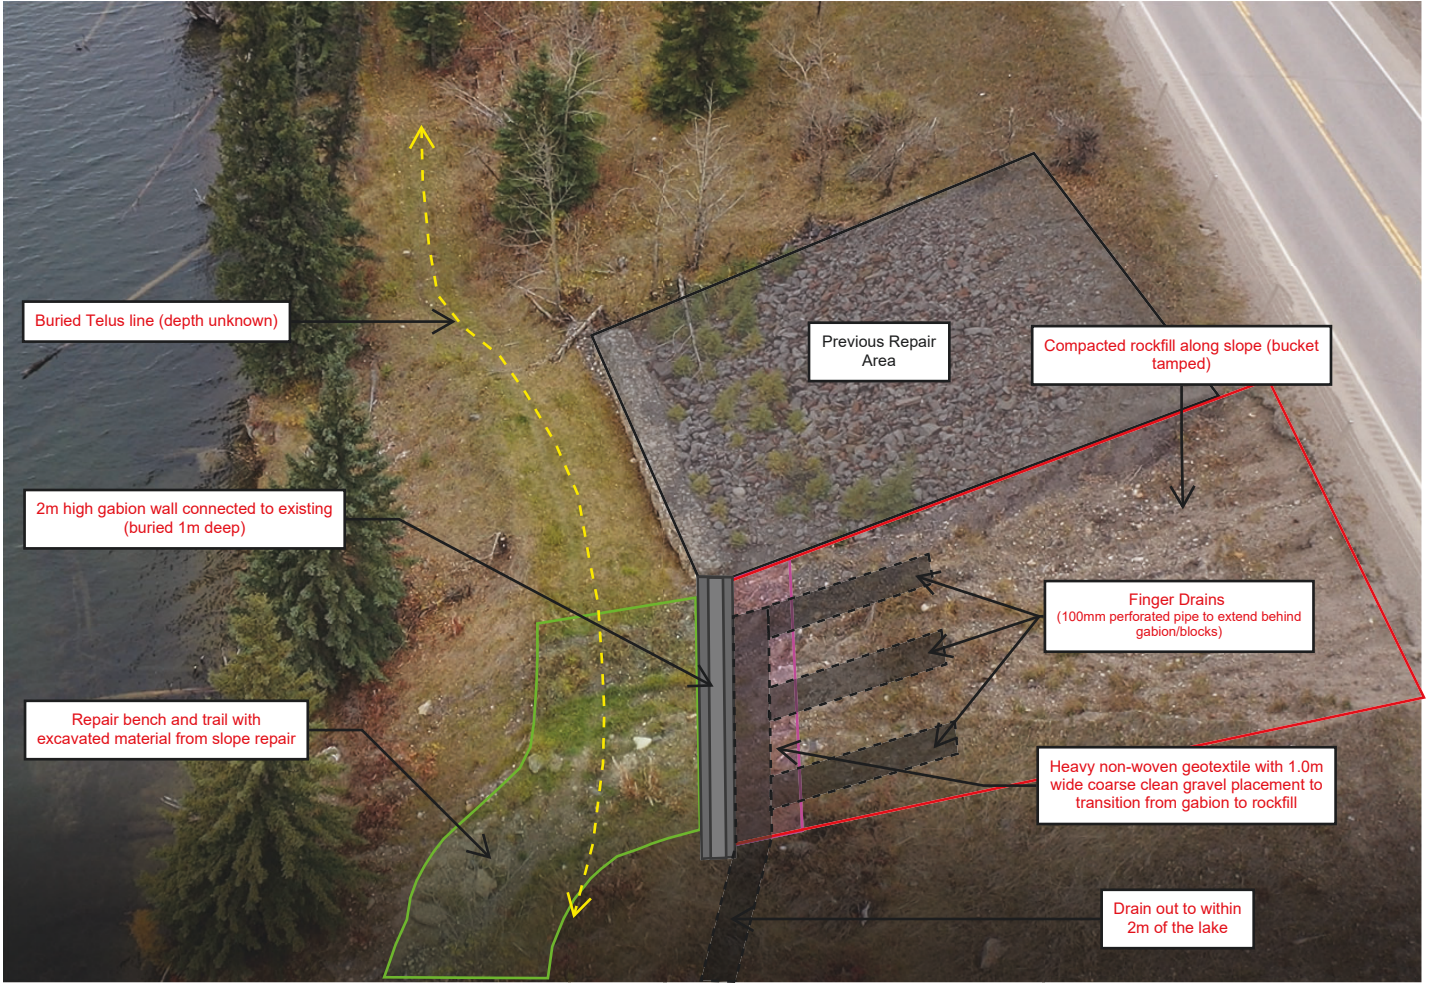 Buried Telus line (depth unknown)
Previous Repair
Area
Compacted rockfill along slope (bucket
tamped)
2m high gabion wall connected to existing
(buried 1m deep)
Finger Drains
(100mm perforated pipe to extend behind
gabion/blocks)
Repair bench and trail with
excavated material from slope repair
Heavy non-woven geotextile with 1.0m
wide coarse clean gravel placement to
transition from gabion to rockfill
Drain out to within
2m of the lake